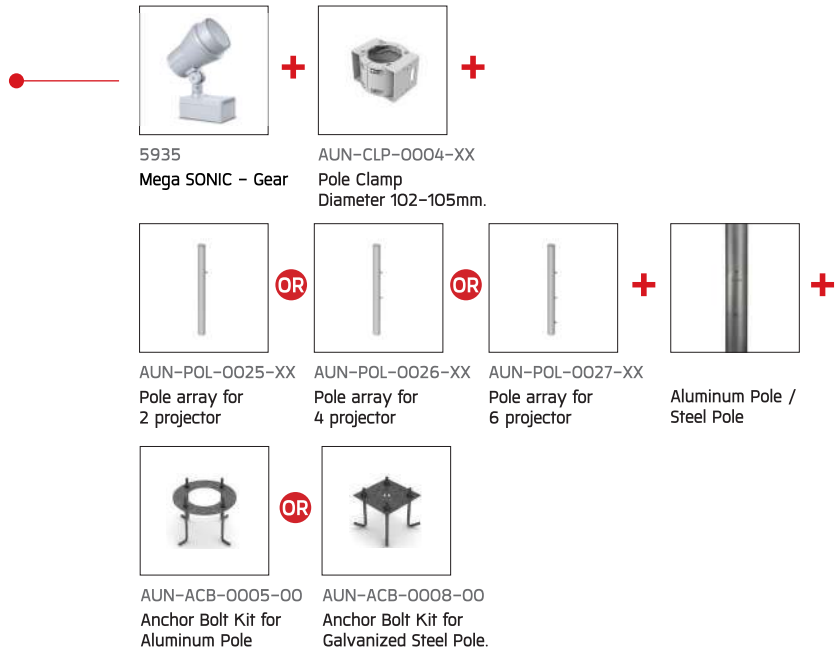 5935
Mega SONIC - Gear
AUN-CLP-0004-XX
Pole Clamp
Diameter 102-105mm.
OR
OR
AUN-POL-0025-XX
Pole array for
2 projector
AUN-POL-0026-XX
Pole array for
4 projector
AUN-POL-0027-XX
Pole array for
6 projector
Aluminum Pole /
Steel Pole
OR
AUN-ACB-0005-00
Anchor Bolt Kit for
Aluminum Pole
AUN-ACB-0008-00
Anchor Bolt Kit for
Galvanized Steel Pole.